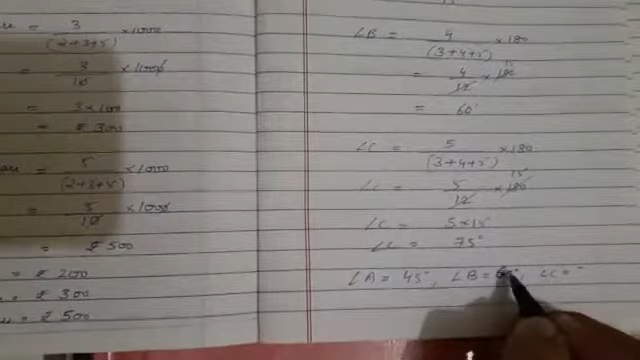 = 3/(2+3+5) ×1000
= 3/10 ×1000
= 3×100
= ₹ 300
= 5/(2+3+5) ×1000
= 5/10 ×1000
= ₹ 500
= ₹ 200
= ₹ 300
= ₹ 500
∠B = 4/(3+4+5) ×180
= 4/12 × 180 15
= 60°
∠C = 5/(3+4+5) ×180
∠C = 5/12 ×180 15
∠C = 5×15
∠C = 75°
∠A = 45°, ∠B = ∠C = °